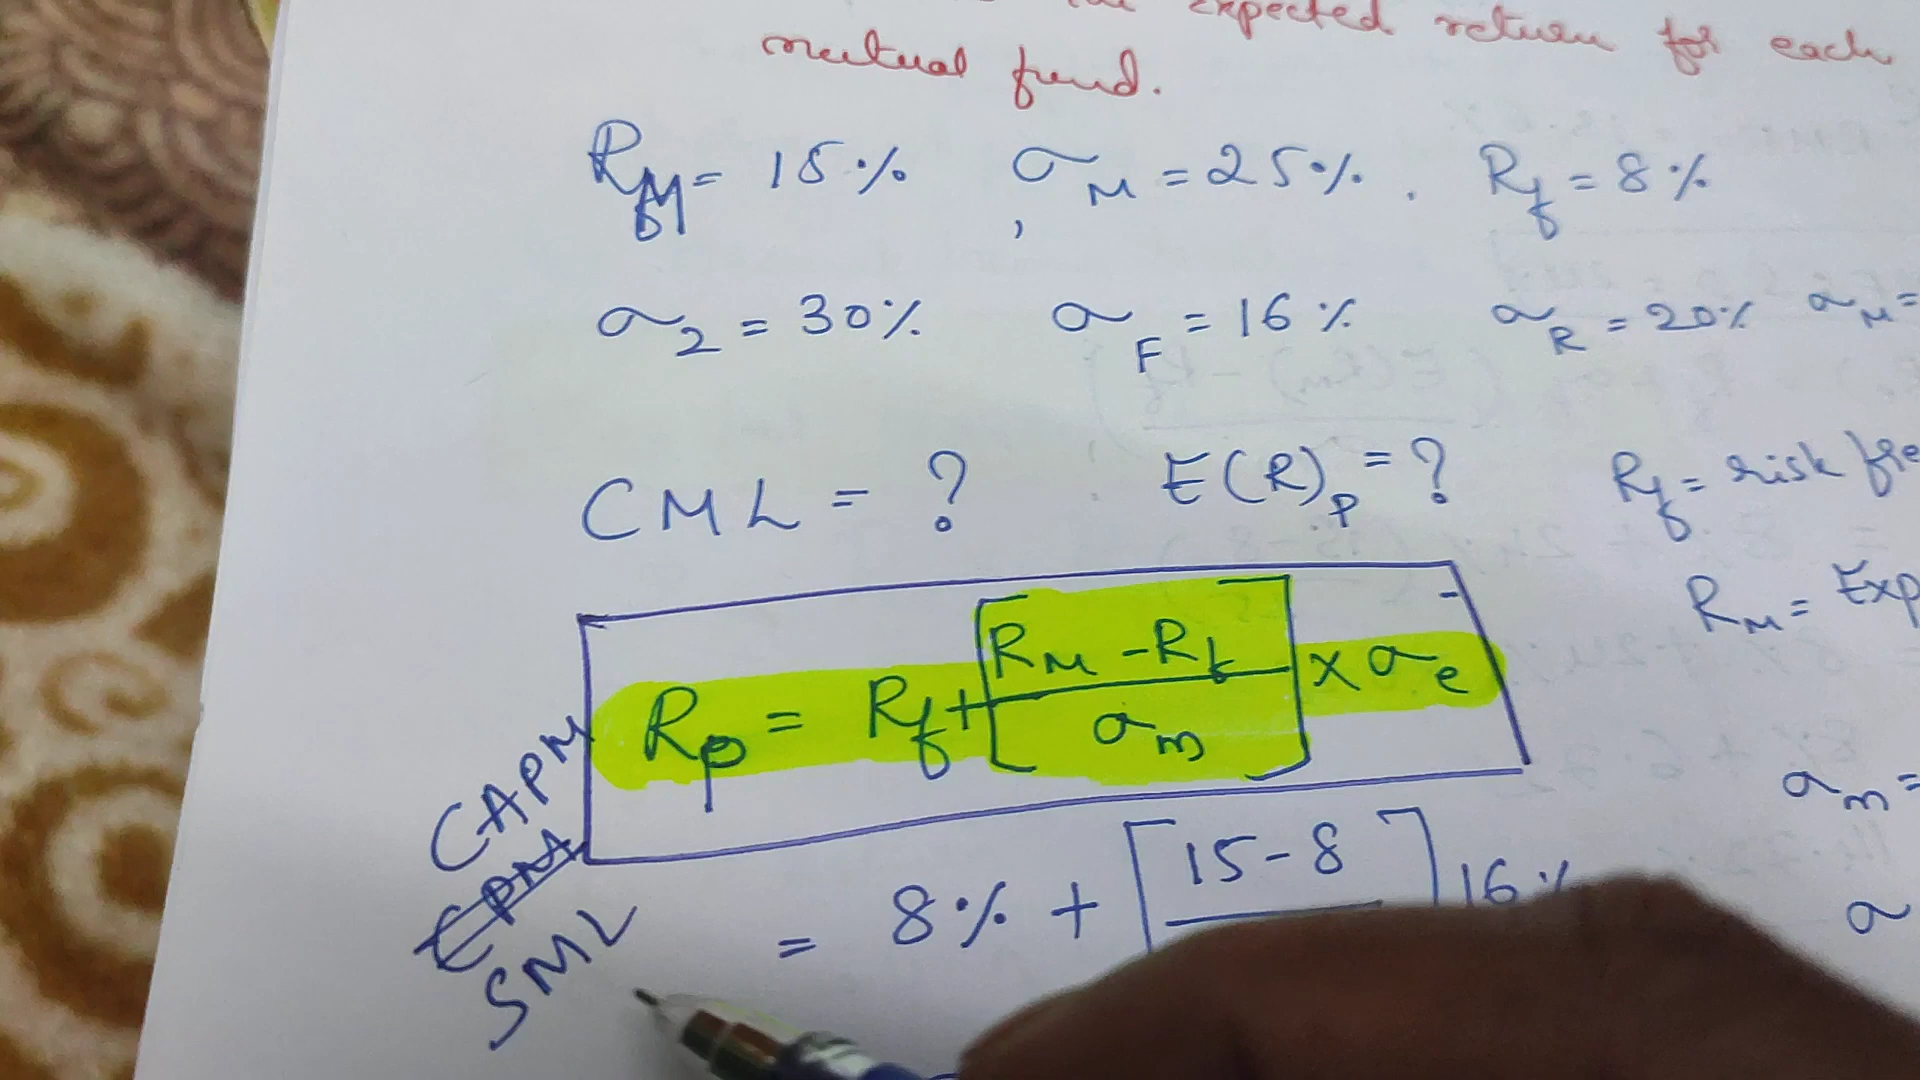 expected return for each
mutual fund.
RM = 15% , σM = 25% . Rf = 8%
σ2 = 30% σF = 16% σR = 20% σM =
CML = ? E(R)P = ? Rf = risk fre
RM = Exp
Rp = Rf + [RM - Rf / σm] x σe
σm =
CAPM
= 8% + [15 - 8 16%
σ
SML